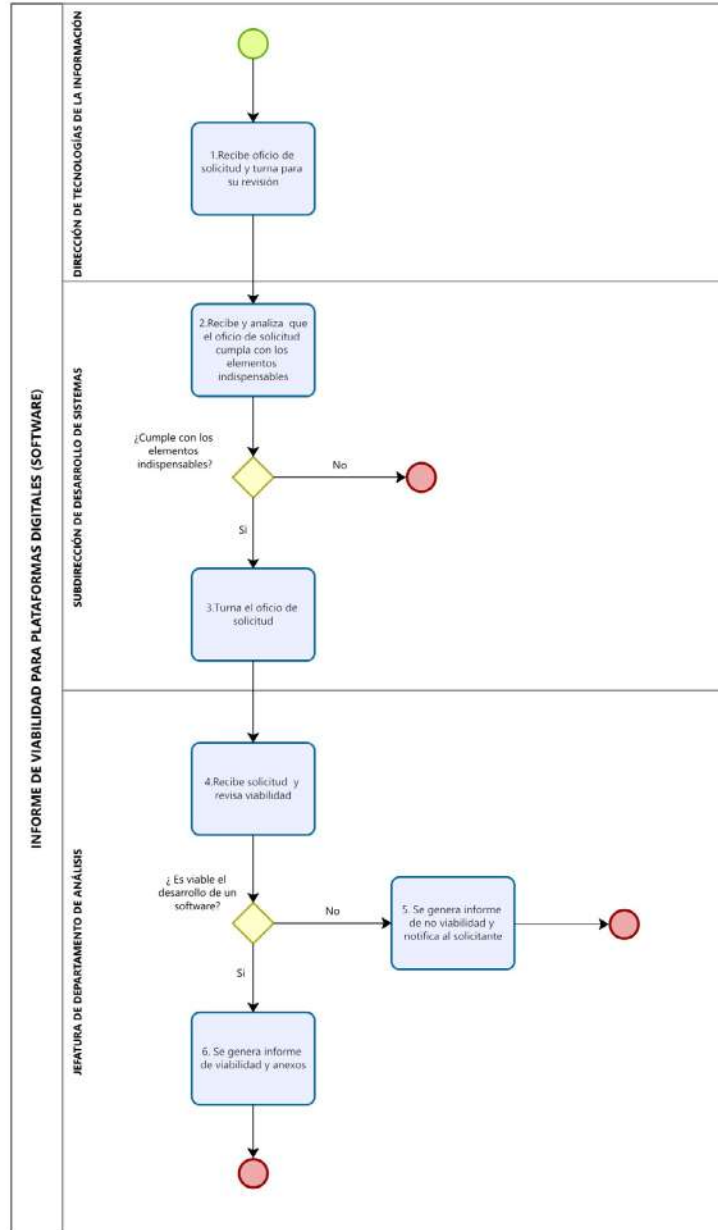 INFORME DE VIABILIDAD PARA PLATAFORMAS DIGITALES (SOFTWARE)
DIRECCIÓN DE TECNOLOGÍAS DE LA INFORMACIÓN
1.Recibe oficio de
solicitud y turna para
su revisión
SUBDIRECCIÓN DE DESARROLLO DE SISTEMAS
2.Recibe y analiza que
el oficio de solicitud
cumpla con los
elementos
indispensables
¿Cumple con los
elementos
indispensables?
No
Si
3.Turna el oficio de
solicitud
JEFATURA DE DEPARTAMENTO DE ANÁLISIS
4.Recibe solicitud y
revisa viabilidad
¿ Es viable el
desarrollo de un
software?
No
5. Se genera informe
de no viabilidad y
notifica al solicitante
Si
6. Se genera informe
de viabilidad y anexos